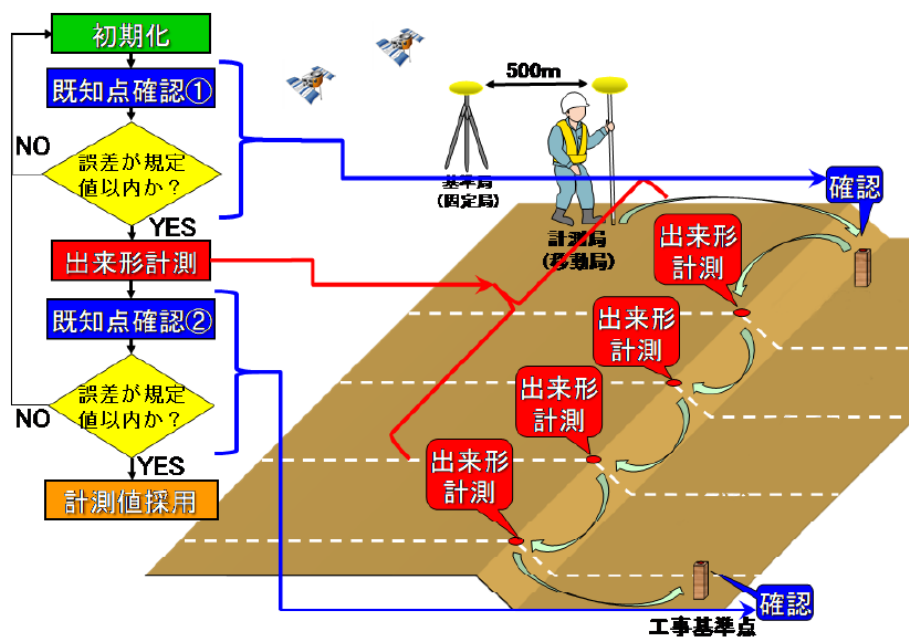 初期化
既知点確認①
NO
誤差が規定
値以内か？
YES
出来形計測
既知点確認②
誤差が規定
値以内か？
NO
YES
計測値採用
500m
基準局
(固定局)
計測局
(移動局)
確認
出来形
計測
出来形
計測
出来形
計測
出来形
計測
確認
工事基準点